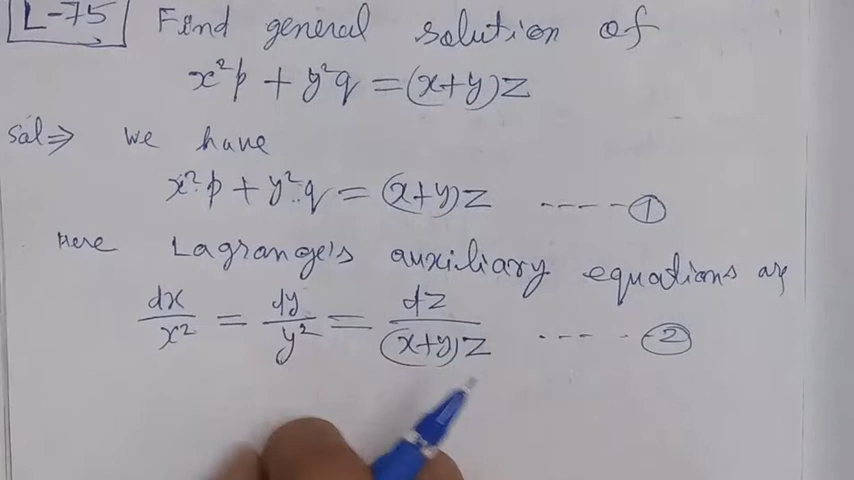 L-75 Find general solution of
x²p + y²q = (x+y)z
Sol⇒ We have
x²p + y²q = (x+y)z -----①
Here Lagrange's auxiliary equations are
dx/x² = dy/y² = dz/(x+y)z -----②